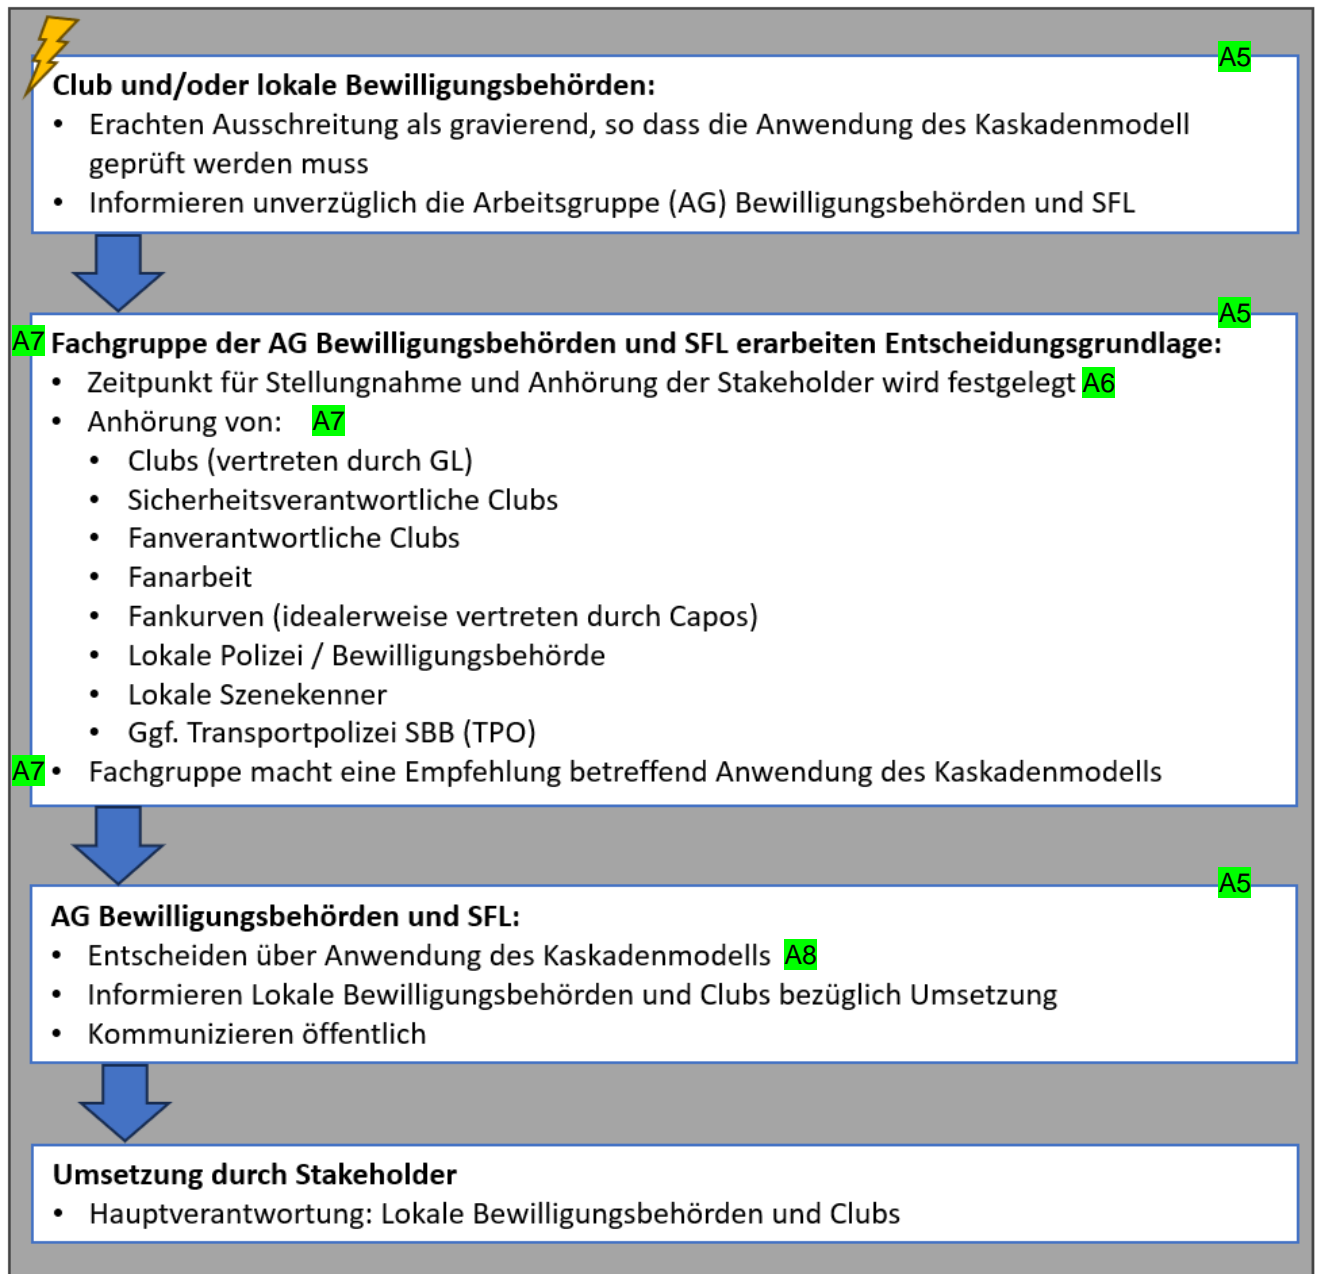 A5
Club und/oder lokale Bewilligungsbehörden:
• Erachten Ausschreitung als gravierend, so dass die Anwendung des Kaskadenmodell
geprüft werden muss
• Informieren unverzüglich die Arbeitsgruppe (AG) Bewilligungsbehörden und SFL
A5
A7 Fachgruppe der AG Bewilligungsbehörden und SFL erarbeiten Entscheidungsgrundlage:
• Zeitpunkt für Stellungnahme und Anhörung der Stakeholder wird festgelegt A6
• Anhörung von: A7
• Clubs (vertreten durch GL)
• Sicherheitsverantwortliche Clubs
• Fanverantwortliche Clubs
• Fanarbeit
• Fankurven (idealerweise vertreten durch Capos)
• Lokale Polizei / Bewilligungsbehörde
• Lokale Szenekenner
• Ggf. Transportpolizei SBB (TPO)
A7 • Fachgruppe macht eine Empfehlung betreffend Anwendung des Kaskadenmodells
A5
AG Bewilligungsbehörden und SFL:
• Entscheiden über Anwendung des Kaskadenmodells A8
• Informieren Lokale Bewilligungsbehörden und Clubs bezüglich Umsetzung
• Kommunizieren öffentlich
Umsetzung durch Stakeholder
• Hauptverantwortung: Lokale Bewilligungsbehörden und Clubs